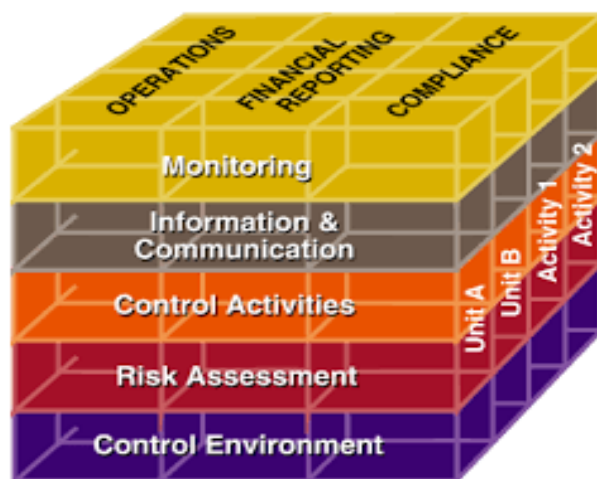 OPERATIONS
FINANCIAL
REPORTING
COMPLIANCE
Monitoring
Information &
Communication
Control Activities
Risk Assessment
Control Environment
Unit A
Unit B
Activity 1
Activity 2